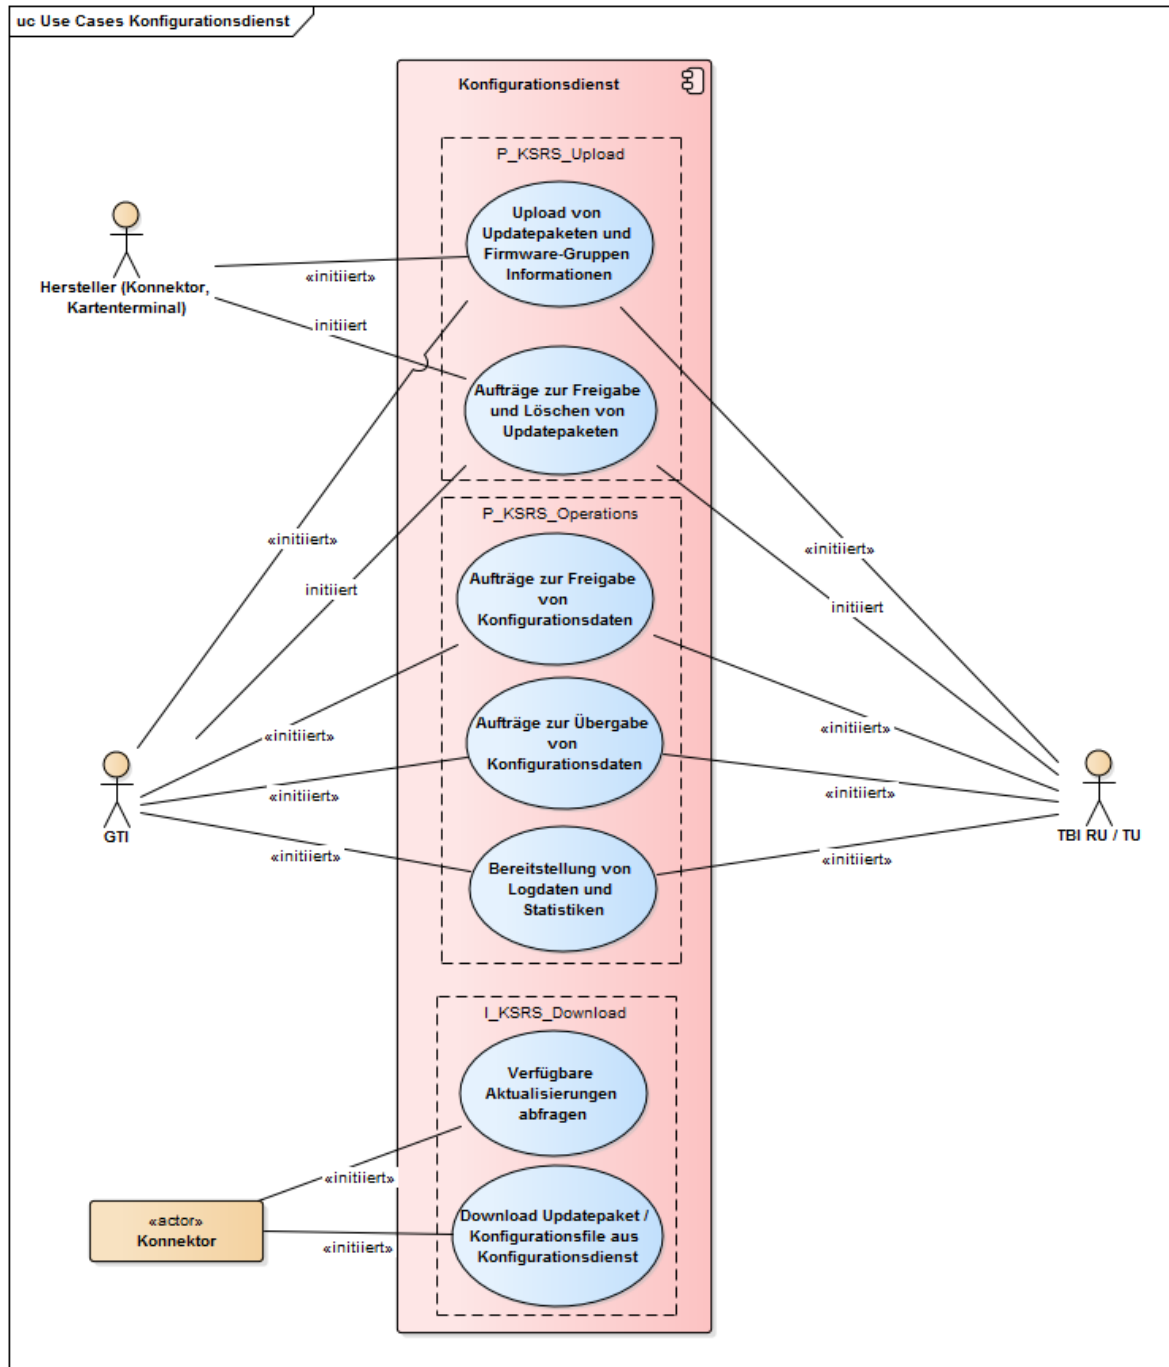 uc Use Cases Konfigurationsdienst
Konfigurationsdienst
P_KSRS_Upload
Upload von
Updatepaketen und
Firmware-Gruppen
Informationen
«initiiert»
Hersteller (Konnektor,
Kartenterminal)
initiiert
Aufträge zur Freigabe
und Löschen von
Updatepaketen
P_KSRS_Operations
«initiiert»
«initiiert»
Aufträge zur Freigabe
von
Konfigurationsdaten
initiiert
initiiert
Aufträge zur Übergabe
von
Konfigurationsdaten
«initiiert»
«initiiert»
«initiiert»
«initiiert»
GTI
TBI RU / TU
«initiiert»
«initiiert»
Bereitstellung von
Logdaten und
Statistiken
I_KSRS_Download
Verfügbare
Aktualisierungen
abfragen
«initiiert»
«actor»
Konnektor
Download Updatepaket /
Konfigurationsfile aus
Konfigurationsdienst
«initiiert»